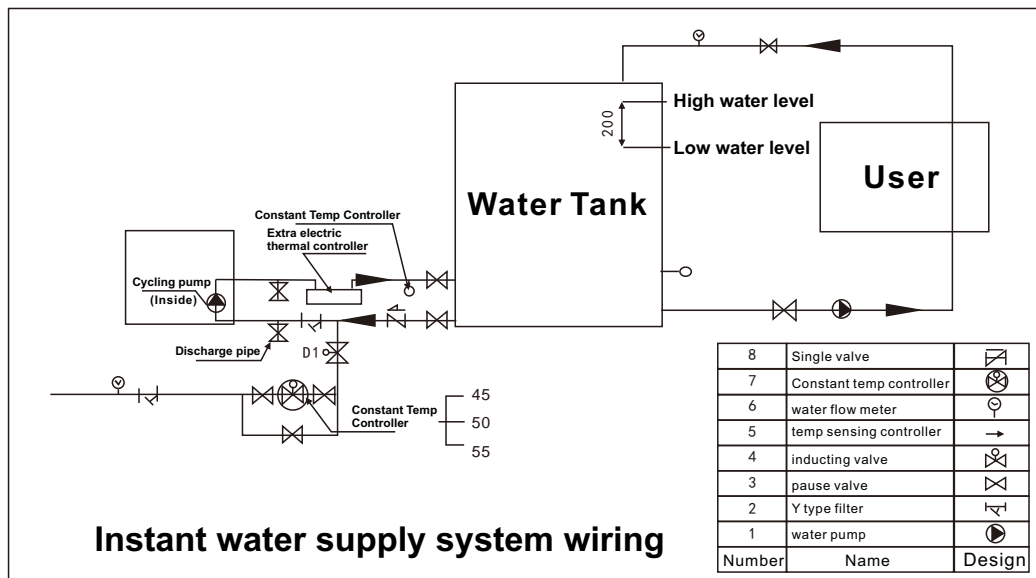 High water level
200
Low water level
User
Water Tank
Constant Temp Controller
Extra electric
thermal controller
Cycling pump
(Inside)
Discharge pipe
D1
Constant Temp
Controller
45
50
55
8 Single valve
7 Constant temp controller
6 water flow meter
5 temp sensing controller
4 inducting valve
3 pause valve
2 Y type filter
1 water pump
Number Name Design
Instant water supply system wiring